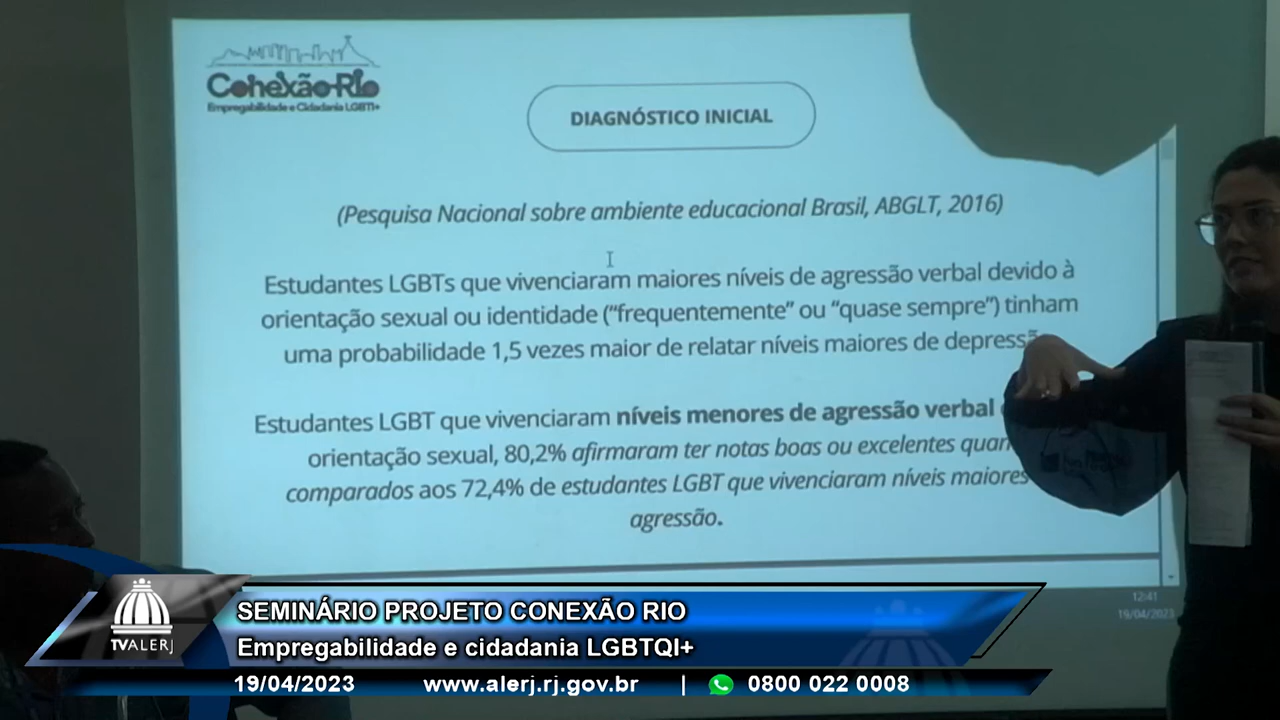 Conexão Rio
Empregabilidade e Cidadania LGBTI+
DIAGNÓSTICO INICIAL
(Pesquisa Nacional sobre ambiente educacional Brasil, ABGLT, 2016)
Estudantes LGBTs que vivenciaram maiores níveis de agressão verbal devido à
orientação sexual ou identidade (“frequentemente” ou “quase sempre”) tinham
uma probabilidade 1,5 vezes maior de relatar níveis maiores de depress
Estudantes LGBT que vivenciaram níveis menores de agressão verbal
orientação sexual, 80,2% afirmaram ter notas boas ou excelentes quan
comparados aos 72,4% de estudantes LGBT que vivenciaram níveis maiores
agressão.
12:41
19/04/2023
TVALERJ
SEMINÁRIO PROJETO CONEXÃO RIO
Empregabilidade e cidadania LGBTQI+
19/04/2023 www.alerj.rj.gov.br | 0800 022 0008